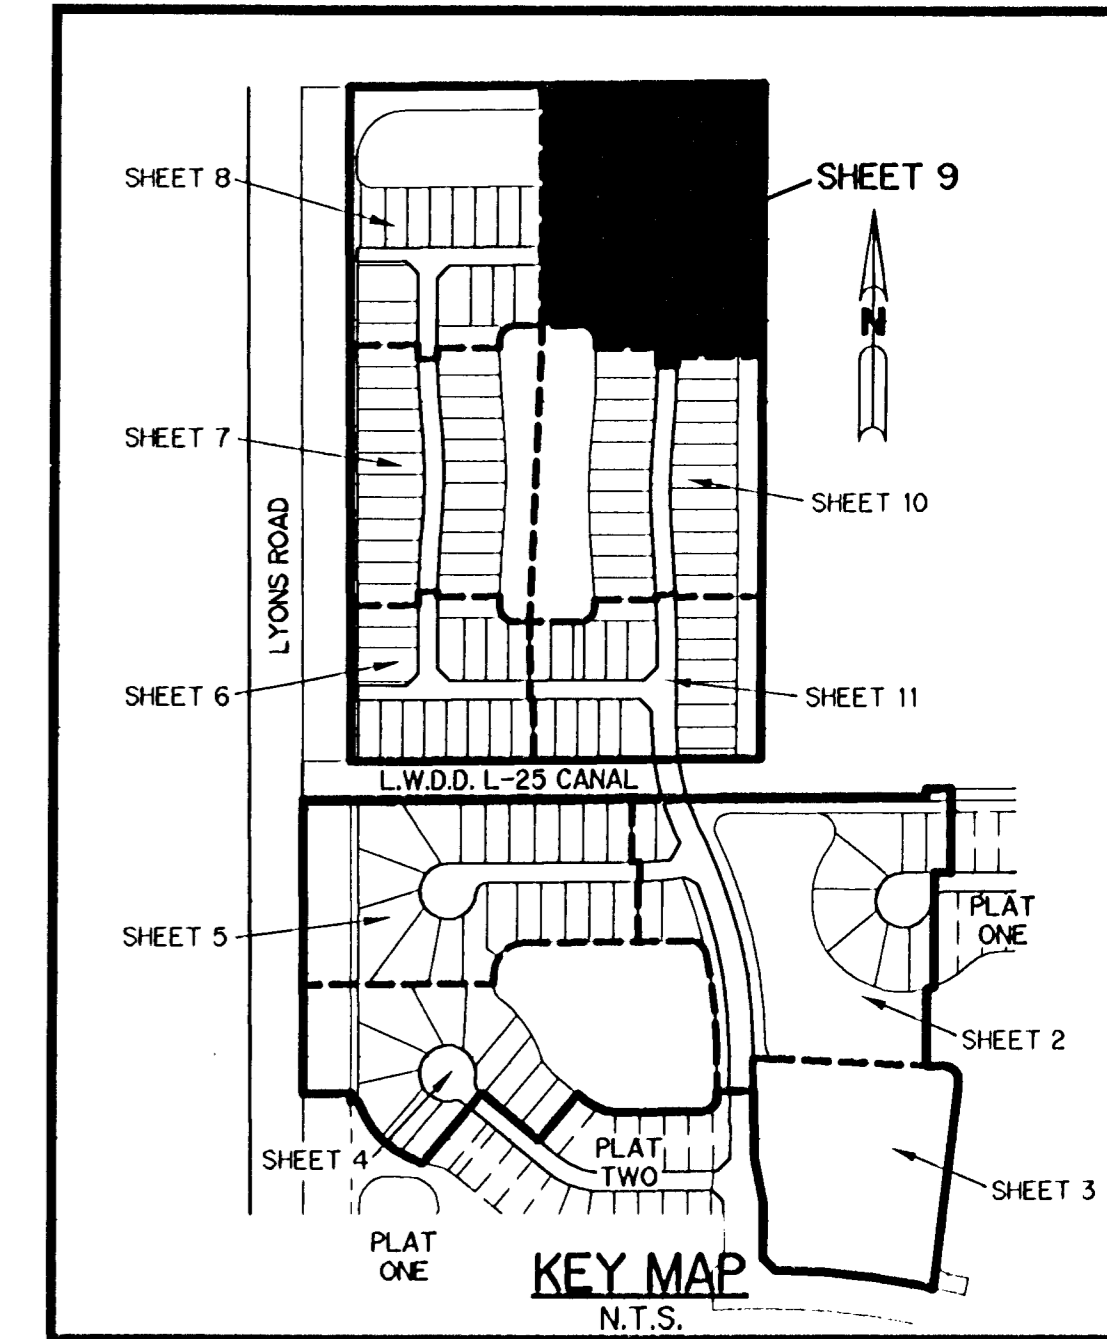 SHEET 8
SHEET 9
N
SHEET 7
SHEET 10
LYONS ROAD
SHEET 6
SHEET 11
L.W.D.D. L-25 CANAL
SHEET 5
PLAT
ONE
SHEET 2
SHEET 4
PLAT
TWO
SHEET 3
PLAT
ONE
KEY MAP
N.T.S.